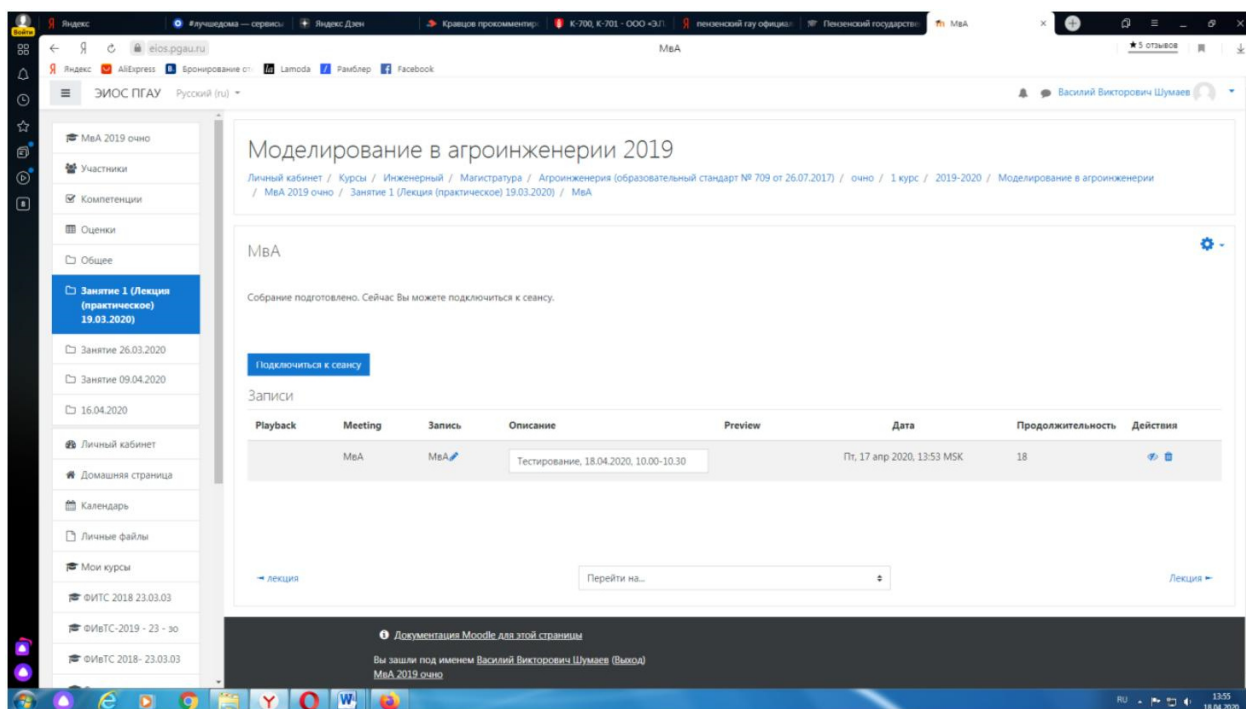 Войти
Яндекс
#лучшедома — сервисы
Яндекс Дзен
Кравцов прокомментир
К-700, К-701 - ООО «ЭЛ
пензенский гау официал
Пензенский государстве
МвА
eios.pgau.ru
МвА
★5 отзывов
Яндекс
AliExpress
Бронирование от
Lamoda
Рамблер
Facebook
ЭИОС ПГАУ
Русский (ru)
Василий Викторович Шумаев
МвА 2019 очно
Участники
Компетенции
Оценки
Общее
Занятие 1 (Лекция
(практическое)
19.03.2020)
Занятие 26.03.2020
Занятие 09.04.2020
16.04.2020
Личный кабинет
Домашняя страница
Календарь
Личные файлы
Мои курсы
ФИТС 2018 23.03.03
ФИвТС-2019 - 23 - зо
ФИвТС 2018- 23.03.03
Моделирование в агроинженерии 2019
Личный кабинет / Курсы / Инженерный / Магистратура / Агроинженерия (образовательный стандарт № 709 от 26.07.2017) / очно / 1 курс / 2019-2020 / Моделирование в агроинженерии
/ МвА 2019 очно / Занятие 1 (Лекция (практическое) 19.03.2020) / МвА
МвА
Собрание подготовлено. Сейчас Вы можете подключиться к сеансу.
Подключиться к сеансу
Записи
Playback Meeting Запись Описание Preview Дата Продолжительность Действия
МвА МвА Тестирование, 18.04.2020, 10.00-10.30 Пт, 17 апр 2020, 13:53 MSK 18
◄ лекция
Перейти на...
Лекция ►
Документация Moodle для этой страницы
Вы зашли под именем Василий Викторович Шумаев (Выход)
МвА 2019 очно
RU
13:55
18.04.2020